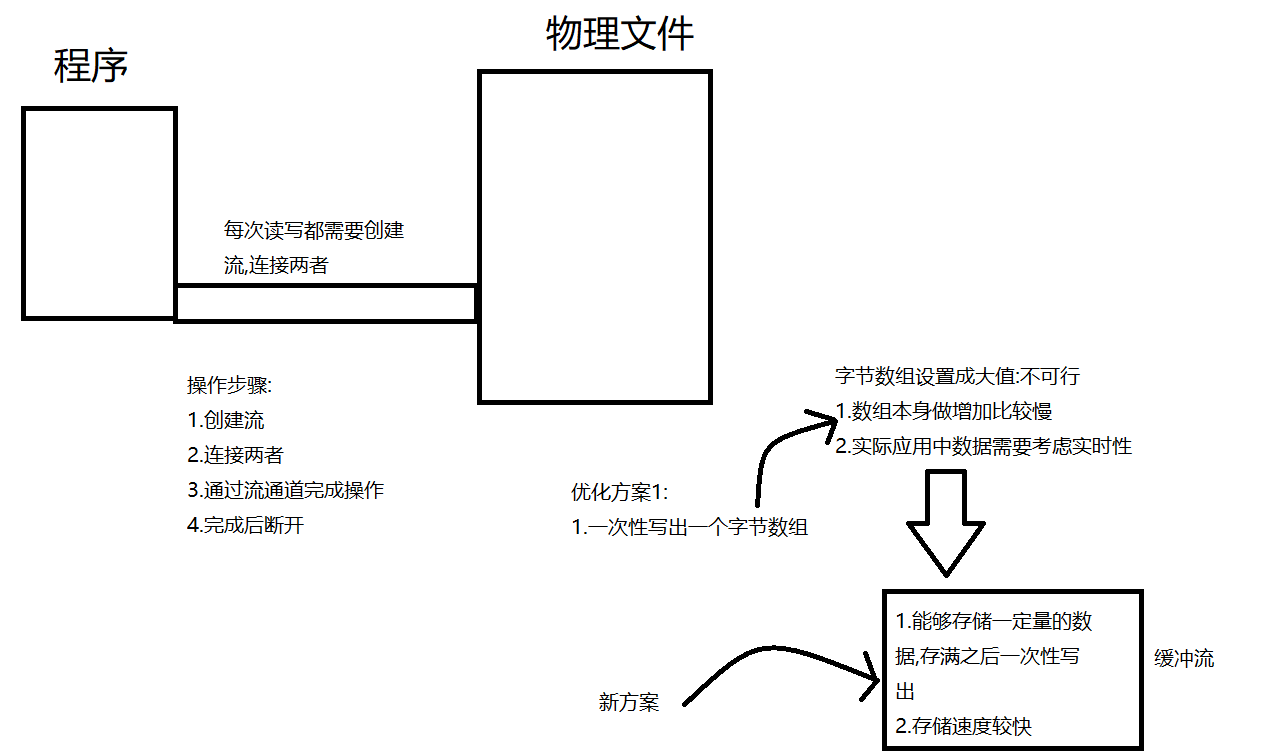 程序
物理文件
每次读写都需要创建
流,连接两者
操作步骤:
1.创建流
2.连接两者
3.通过流通道完成操作
4.完成后断开
优化方案1:
1.一次性写出一个字节数组
字节数组设置成大值:不可行
1.数组本身做增加比较慢
2.实际应用中数据需要考虑实时性
新方案
1.能够存储一定量的数
据,存满之后一次性写
出
2.存储速度较快
缓冲流